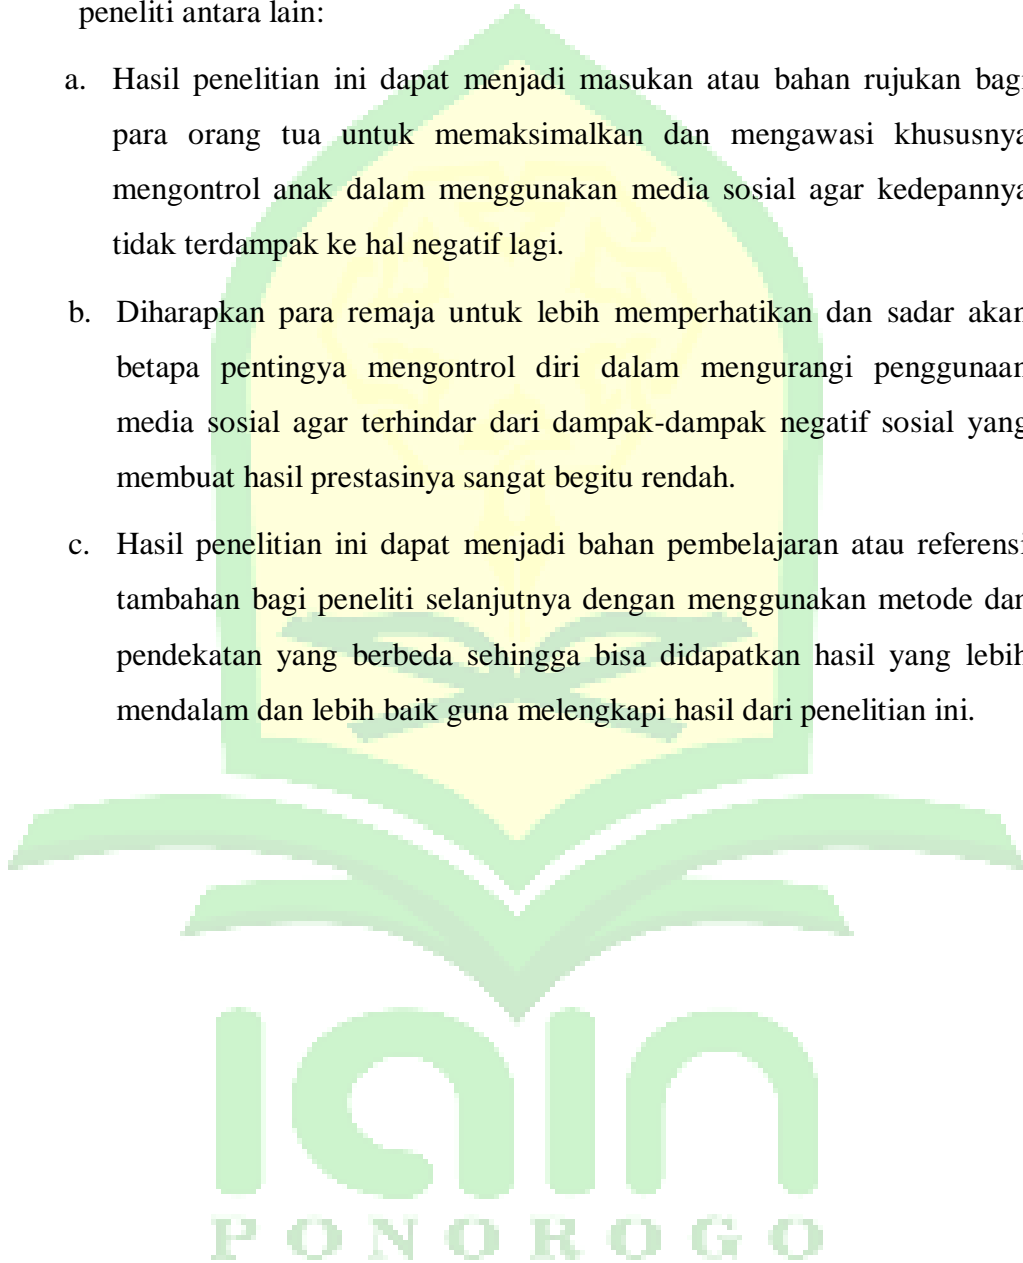 peneliti antara lain:
a. Hasil penelitian ini dapat menjadi masukan atau bahan rujukan bagi
para orang tua untuk memaksimalkan dan mengawasi khususnya
mengontrol anak dalam menggunakan media sosial agar kedepannya
tidak terdampak ke hal negatif lagi.
b. Diharapkan para remaja untuk lebih memperhatikan dan sadar akan
betapa pentingya mengontrol diri dalam mengurangi penggunaan
media sosial agar terhindar dari dampak-dampak negatif sosial yang
membuat hasil prestasinya sangat begitu rendah.
c. Hasil penelitian ini dapat menjadi bahan pembelajaran atau referensi
tambahan bagi peneliti selanjutnya dengan menggunakan metode dan
pendekatan yang berbeda sehingga bisa didapatkan hasil yang lebih
mendalam dan lebih baik guna melengkapi hasil dari penelitian ini.
iain
PONOROGO